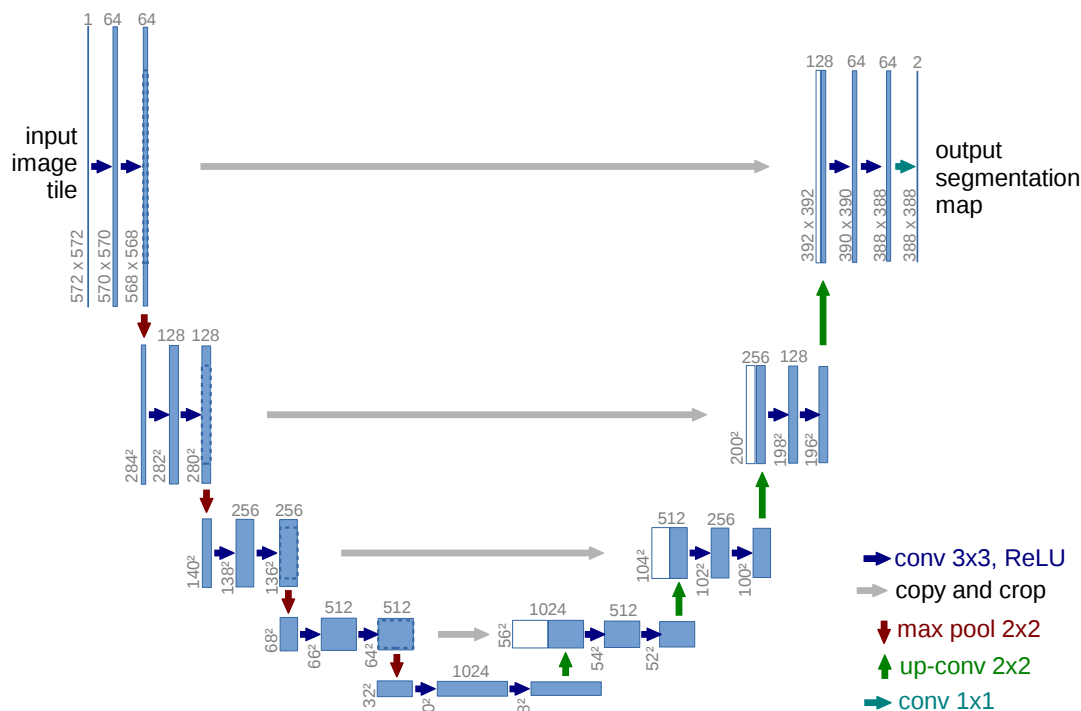 1 64 64
128 64 64 2
input
image
tile
output
segmentation
map
572 x 572
570 x 570
568 x 568
392 x 392
390 x 390
388 x 388
388 x 388
128 128
256 128
284²
282²
280²
200²
198²
196²
256 256
512 256
140²
138²
136²
104²
102²
100²
512 512
1024 512
68²
66²
64²
56²
54²
52²
1024
32²
conv 3x3, ReLU
copy and crop
max pool 2x2
up-conv 2x2
conv 1x1